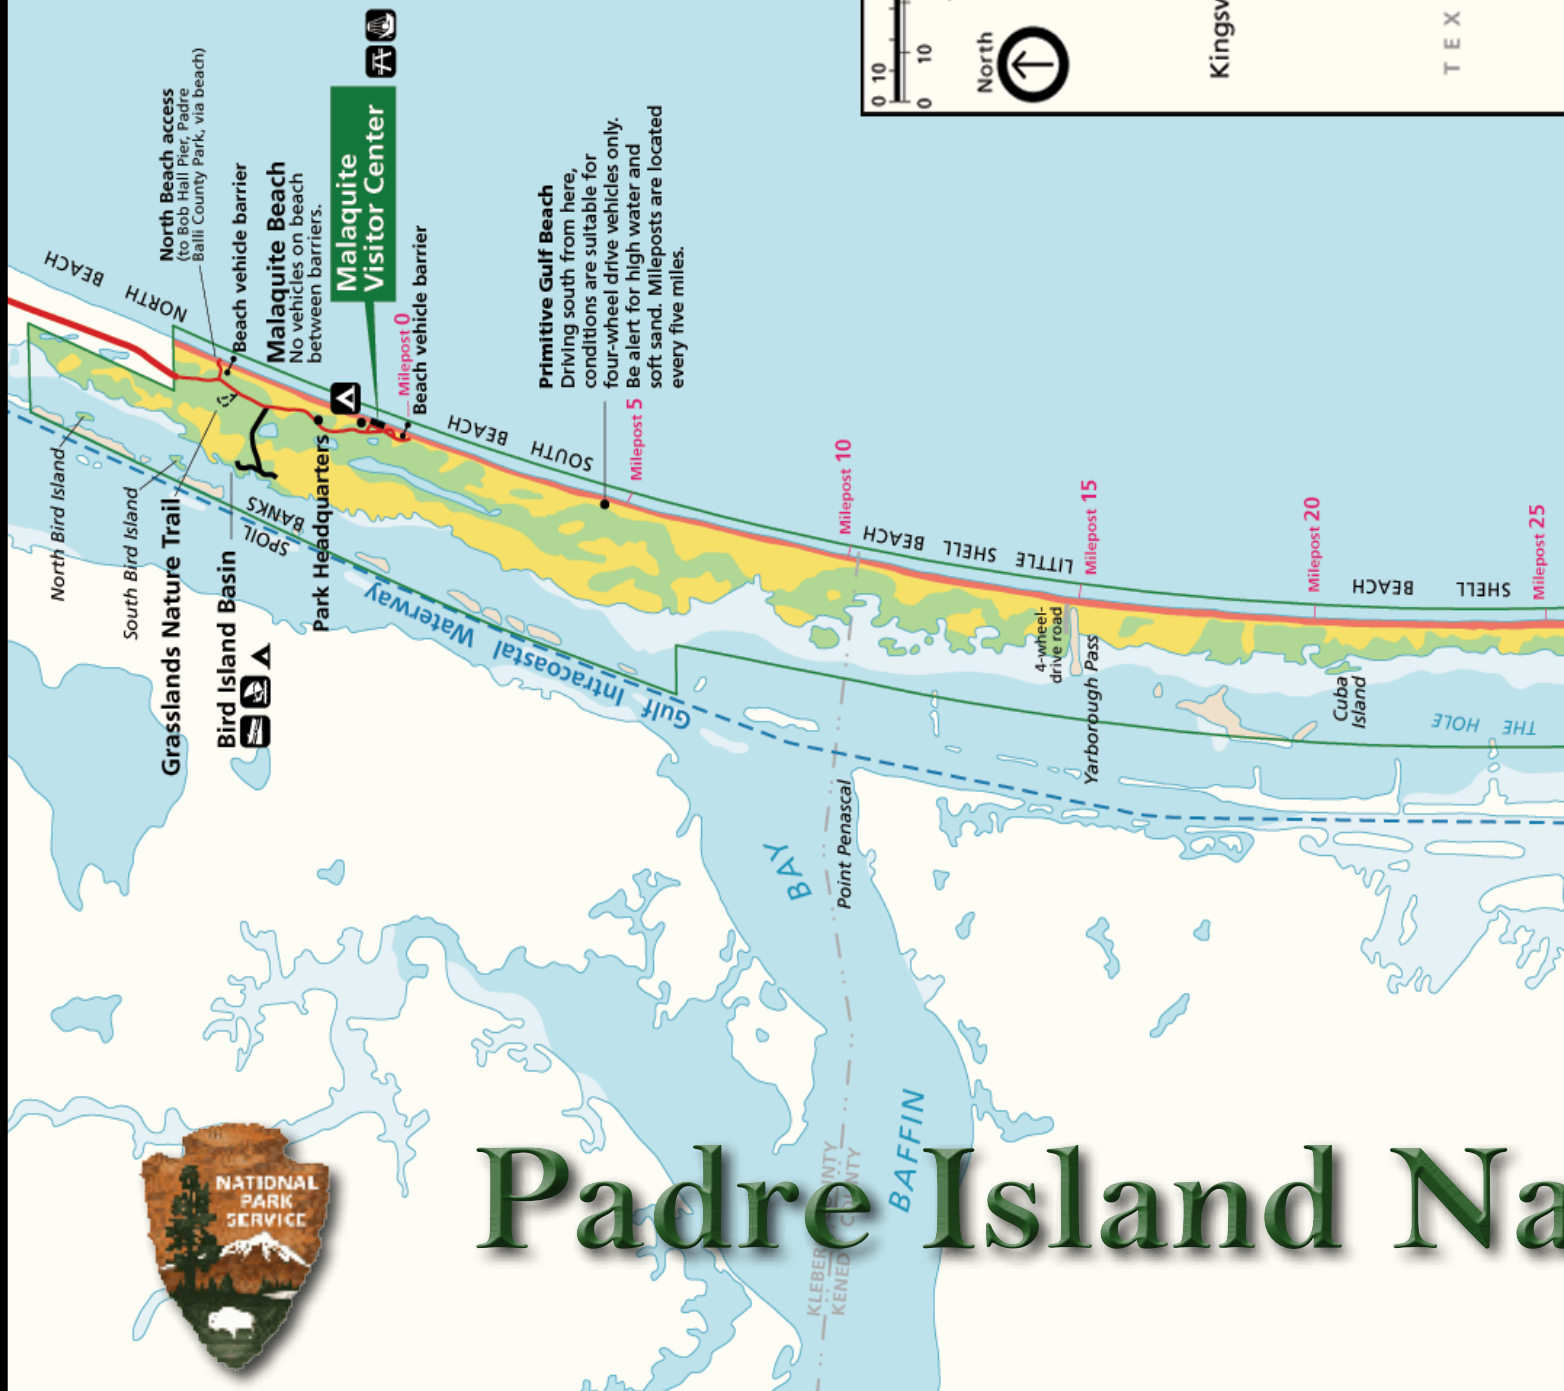 North Beach access
(to Bob Hall Pier, Padre
Balli County Park, via beach)
Beach vehicle barrier
Malaquite Beach
No vehicles on beach
between barriers.
Malaquite
Visitor Center
Milepost 0
Beach vehicle barrier
Primitive Gulf Beach
Driving south from here,
conditions are suitable for
four-wheel drive vehicles only.
Be alert for high water and
soft sand. Mileposts are located
every five miles.
0 10
0 10
North
NORTH BEACH
SOUTH BEACH
Milepost 5
Milepost 10
LITTLE SHELL BEACH
Milepost 15
Milepost 20
SHELL BEACH
Milepost 25
North Bird Island
South Bird Island
Grasslands Nature Trail
Bird Island Basin
SPOIL BANKS
Park Headquarters
Gulf Intracoastal Waterway
4-wheel-
drive road
Yarborough Pass
Cuba
Island
THE HOLE
Point Penascal
BAFFIN BAY
NATIONAL
PARK
SERVICE
Padre Island